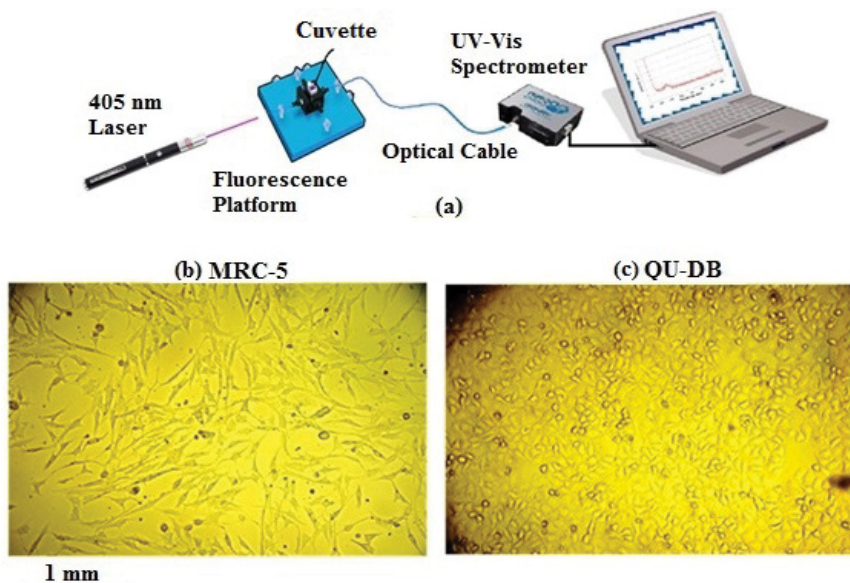 Cuvette
UV-Vis
Spectrometer
405 nm
Laser
Optical Cable
Fluorescence
Platform
(a)
(b) MRC-5
(c) QU-DB
1 mm